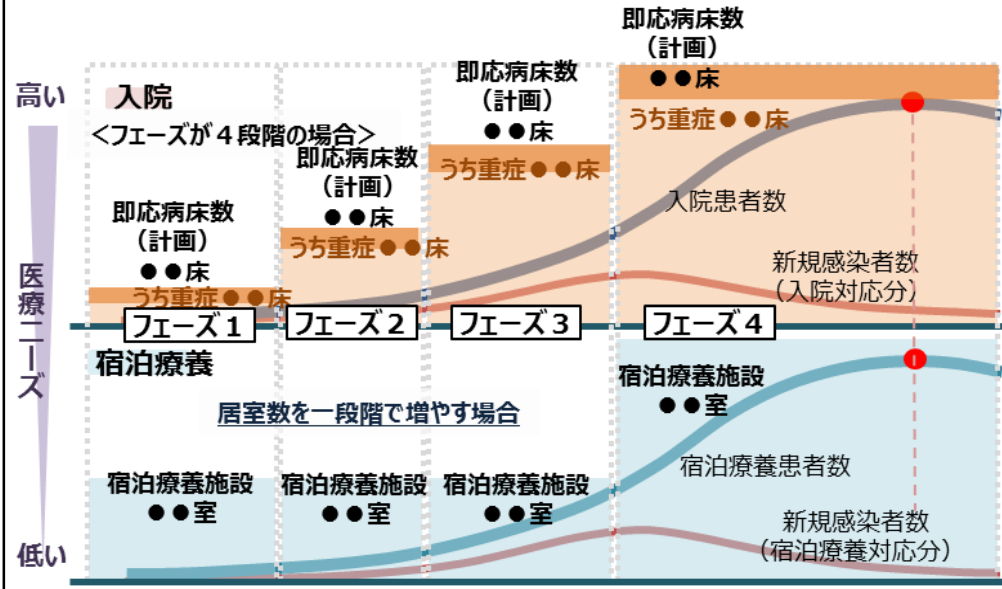 高い
医療ニーズ
低い
入院
<フェーズが４段階の場合>
即応病床数
（計画）
●●床
うち重症●●床
即応病床数
（計画）
●●床
うち重症●●床
即応病床数
（計画）
●●床
うち重症●●床
即応病床数
（計画）
●●床
うち重症●●床
入院患者数
新規感染者数
（入院対応分）
フェーズ１
フェーズ２
フェーズ３
フェーズ４
宿泊療養
居室数を一段階で増やす場合
宿泊療養施設
●●室
宿泊療養施設
●●室
宿泊療養施設
●●室
宿泊療養施設
●●室
宿泊療養患者数
新規感染者数
（宿泊療養対応分）